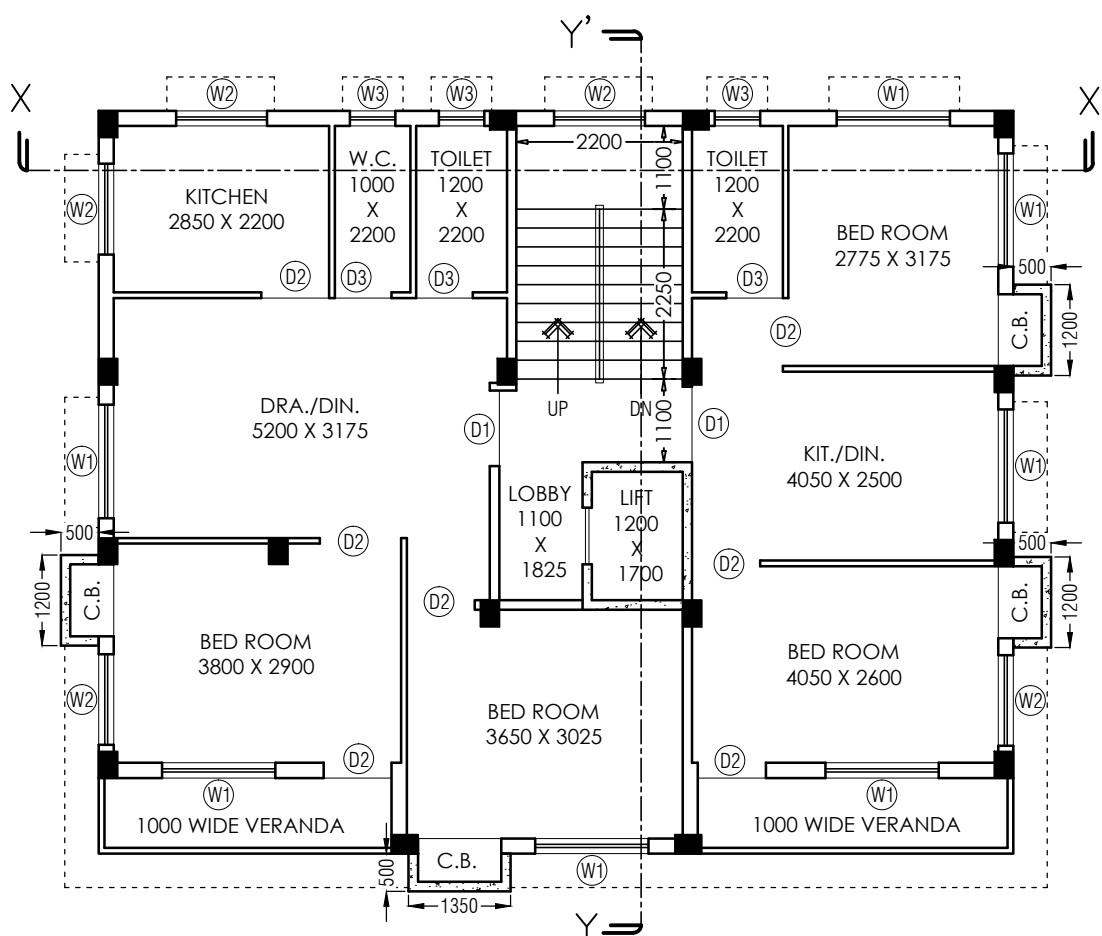 Y'
X
X
W2
W3
W3
W2
W3
W1
2200
1100
W2
KITCHEN
2850 X 2200
W.C.
1000
X
2200
TOILET
1200
X
2200
TOILET
1200
X
2200
BED ROOM
2775 X 3175
W1
D2
D3
D3
D3
500
2250
C.B.
1200
D2
DRA./DIN.
5200 X 3175
UP
DN
D1
1100
D1
W1
KIT./DIN.
4050 X 2500
W1
LOBBY
1100
X
1825
LIFT
1200
X
1700
500
D2
500
D2
C.B.
1200
D2
C.B.
1200
BED ROOM
3800 X 2900
BED ROOM
4050 X 2600
W2
BED ROOM
3650 X 3025
W2
D2
D2
W1
W1
1000 WIDE VERANDA
1000 WIDE VERANDA
C.B.
500
W1
1350
Y